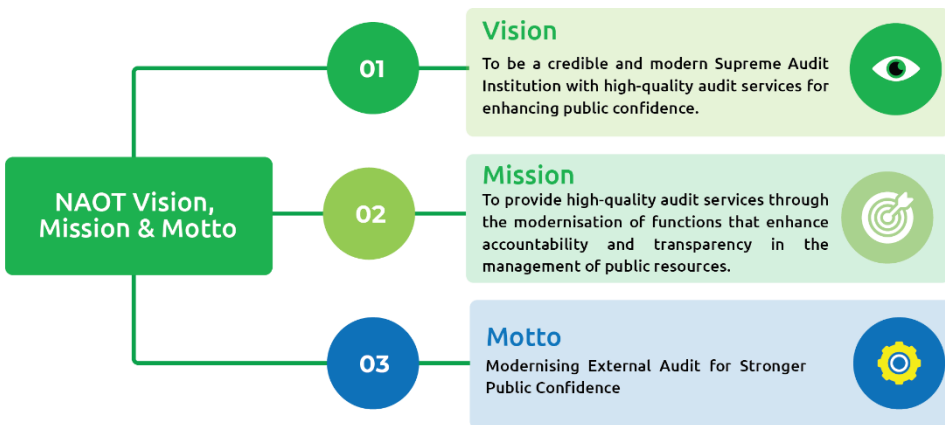 NAOT Vision,
Mission & Motto
01
Vision
To be a credible and modern Supreme Audit
Institution with high-quality audit services for
enhancing public confidence.
02
Mission
To provide high-quality audit services through
the modernisation of functions that enhance
accountability and transparency in the
management of public resources.
03
Motto
Modernising External Audit for Stronger
Public Confidence